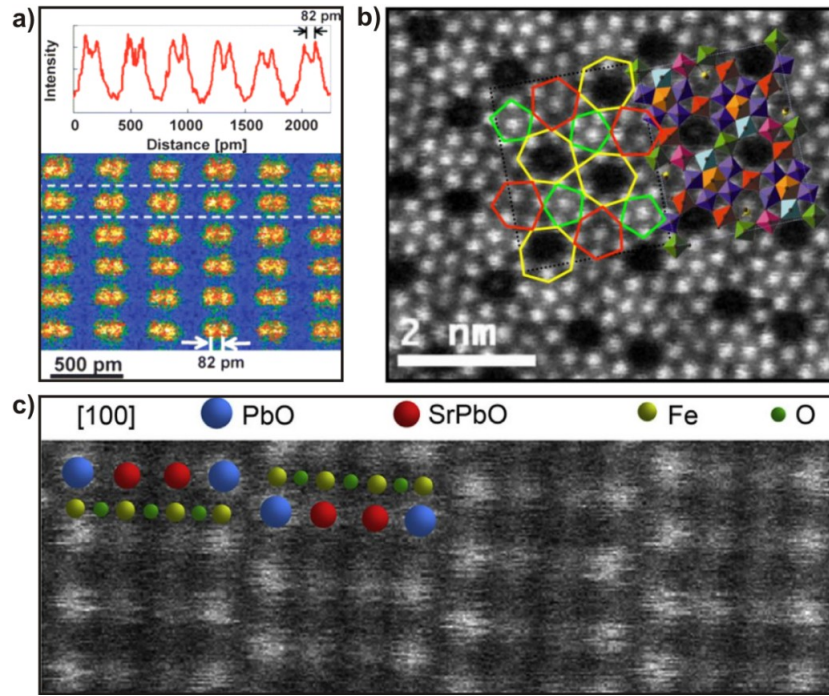 a)
82 pm
Intensity
0 500 1000 1500 2000
Distance [pm]
82 pm
500 pm
b)
2 nm
c)
[100] PbO SrPbO Fe O